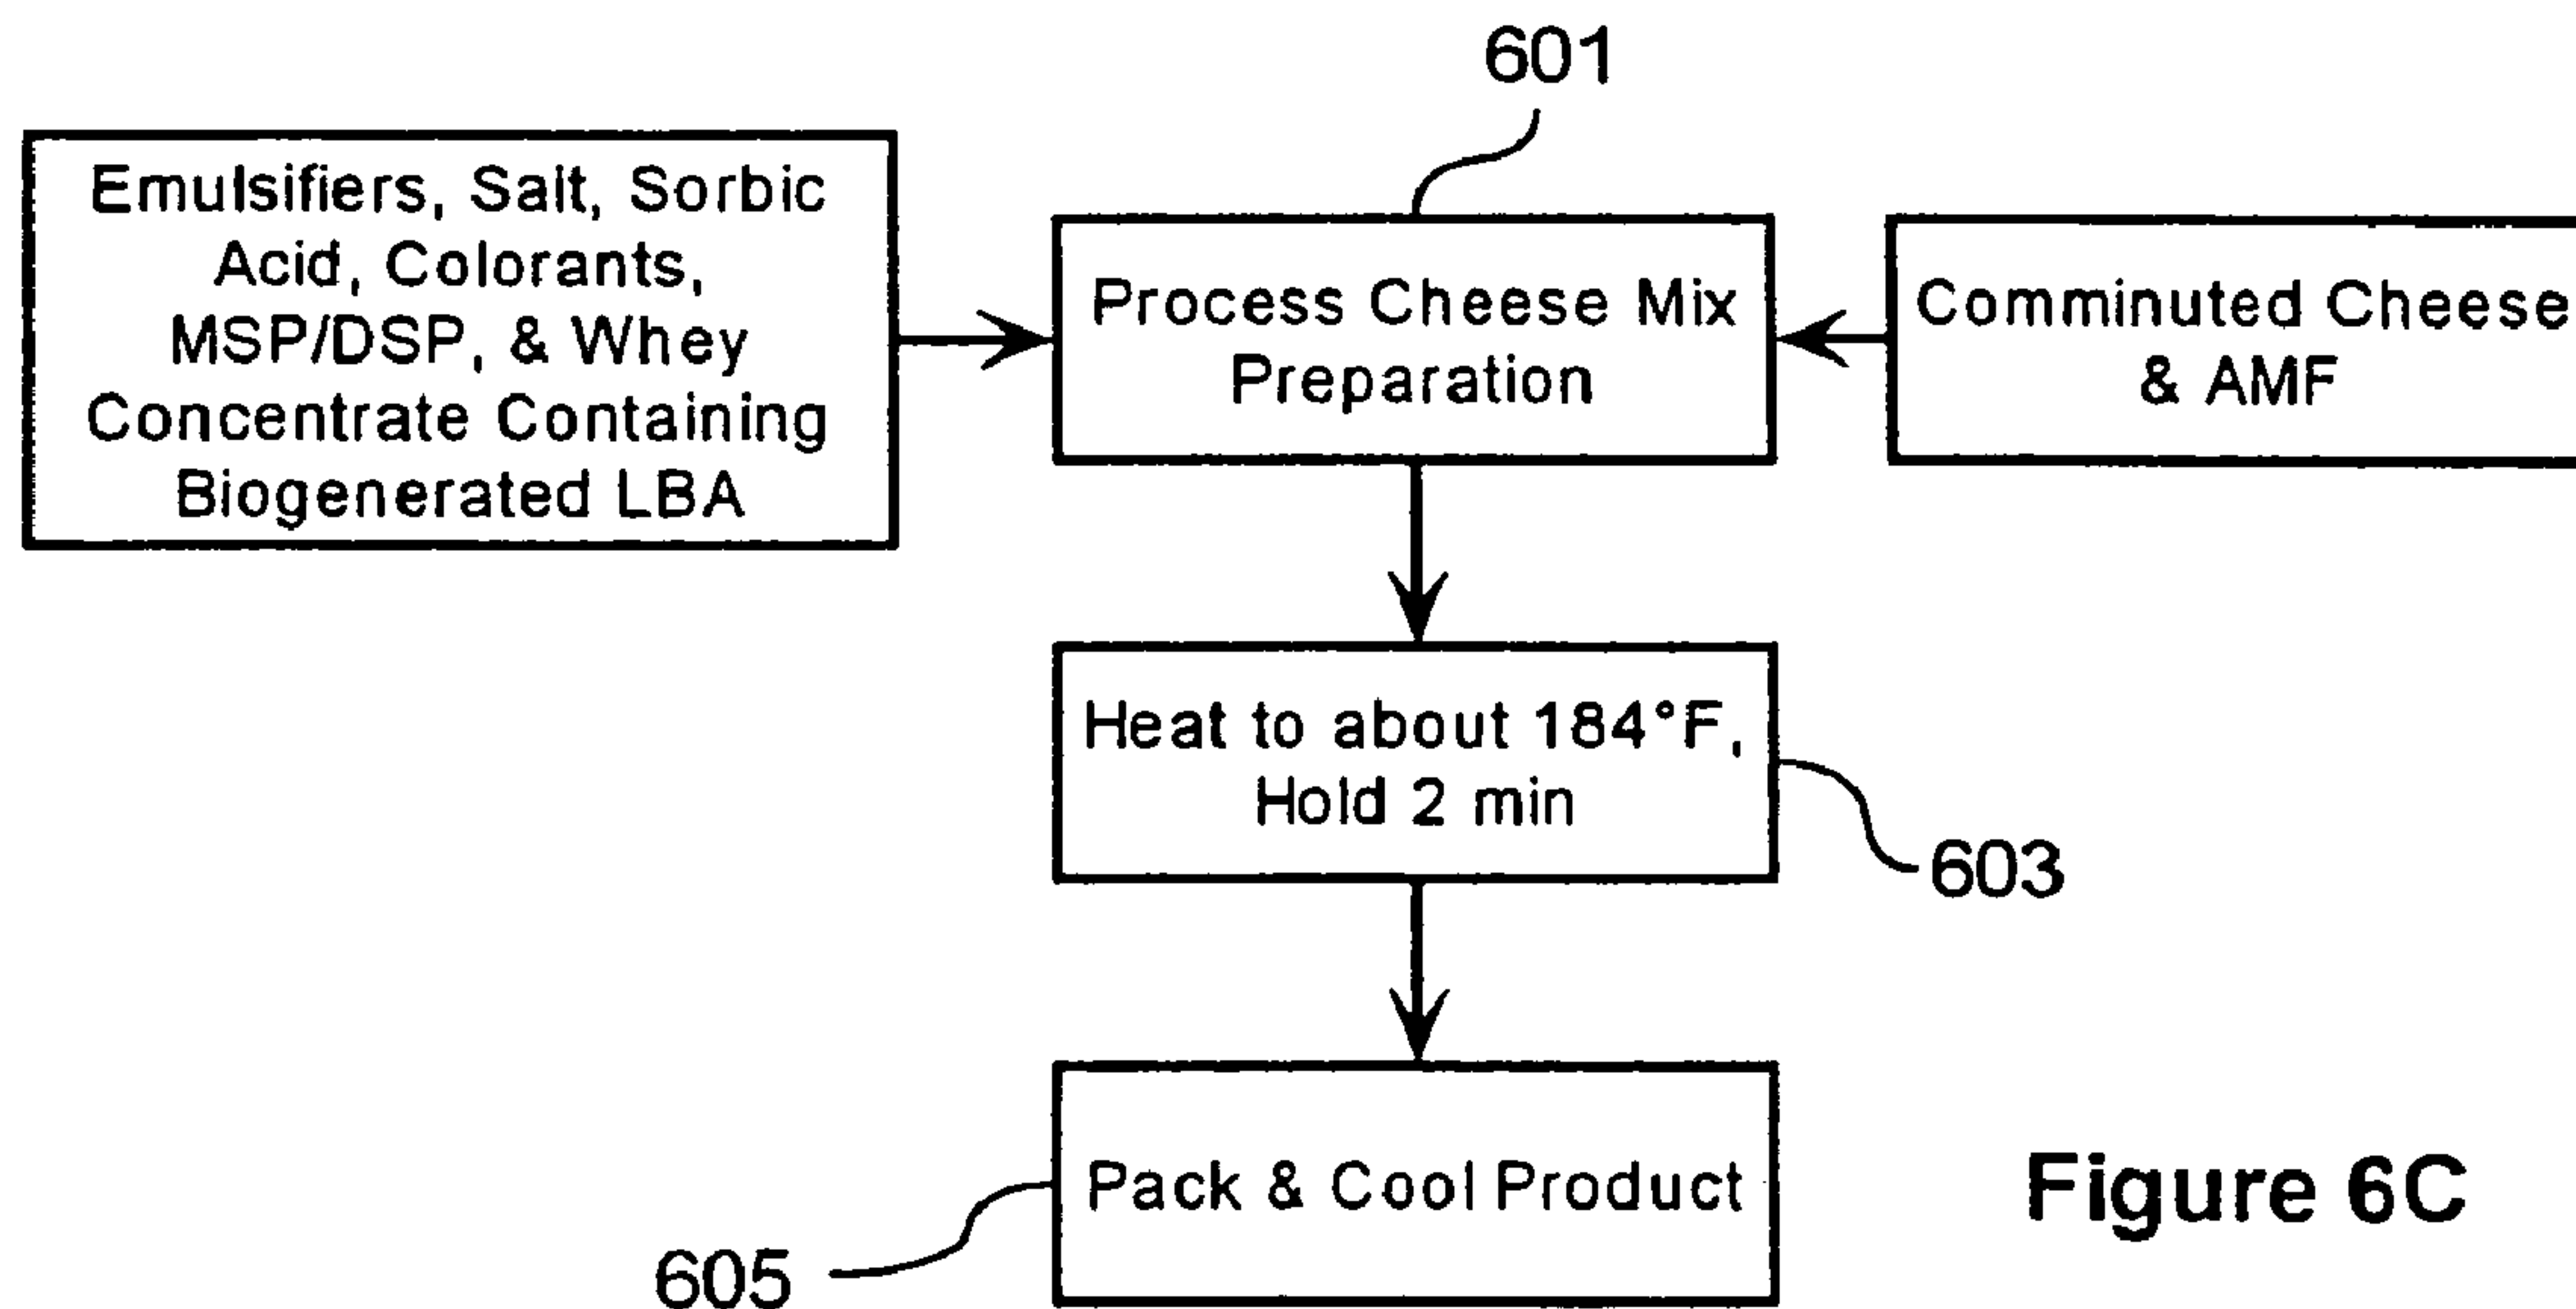 601
Emulsifiers, Salt, Sorbic
Acid, Colorants,
MSP/DSP, & Whey
Concentrate Containing
Biogenerated LBA
Process Cheese Mix
Preparation
Comminuted Cheese
& AMF
Heat to about 184°F,
Hold 2 min
603
Pack & Cool Product
605
Figure 6C